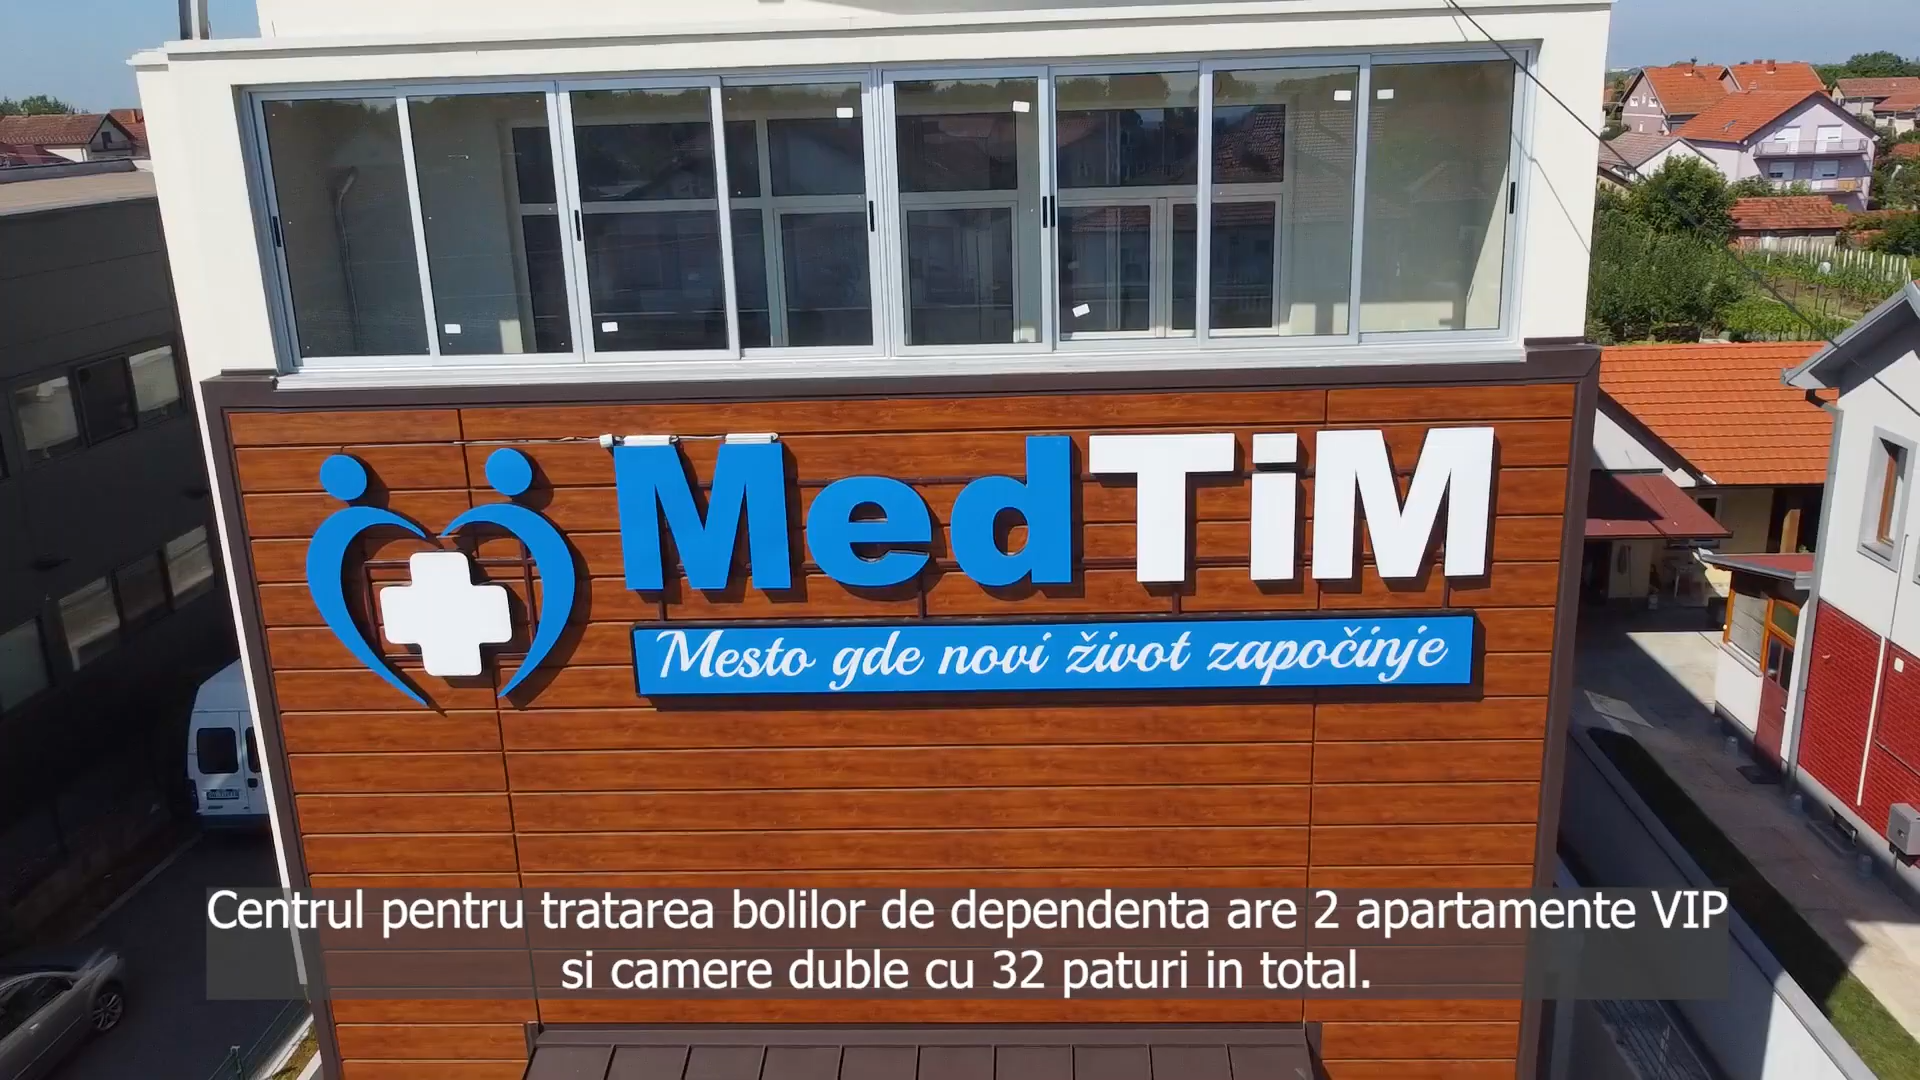 MedTiM
Mesto gde novi život započinje
Centrul pentru tratarea bolilor de dependenta are 2 apartamente VIP
si camere duble cu 32 paturi in total.